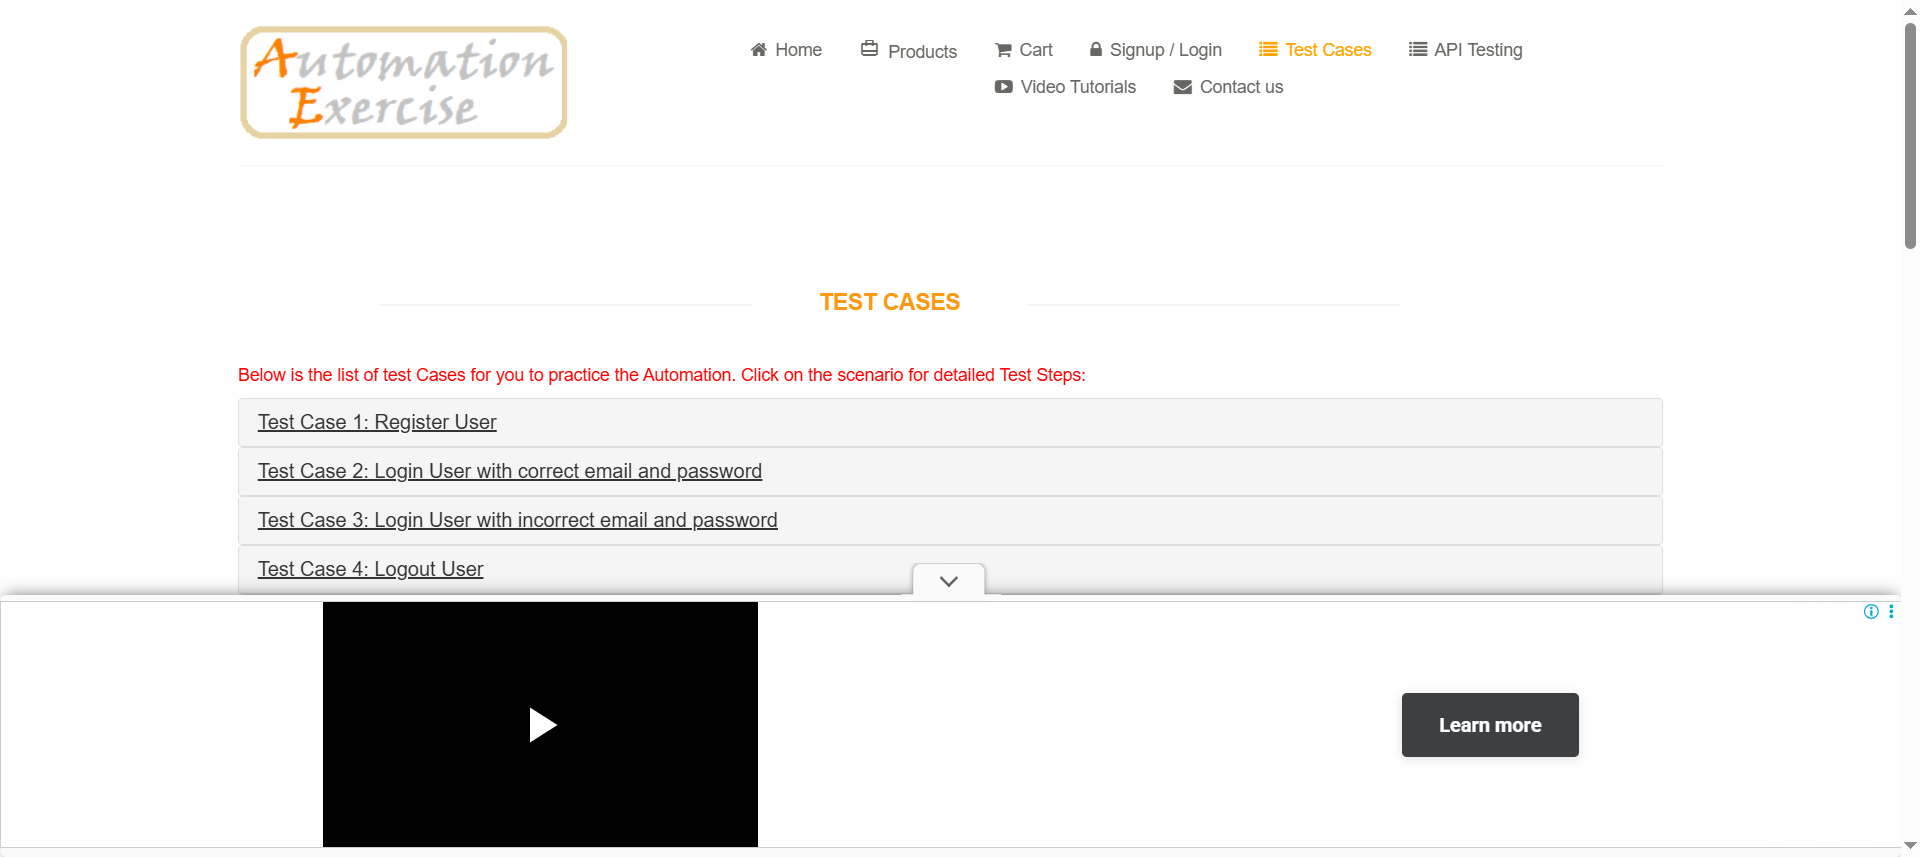 Automation
Exercise
Home Products Cart Signup / Login Test Cases API Testing
Video Tutorials Contact us
TEST CASES
Below is the list of test Cases for you to practice the Automation. Click on the scenario for detailed Test Steps:
Test Case 1: Register User
Test Case 2: Login User with correct email and password
Test Case 3: Login User with incorrect email and password
Test Case 4: Logout User
Learn more